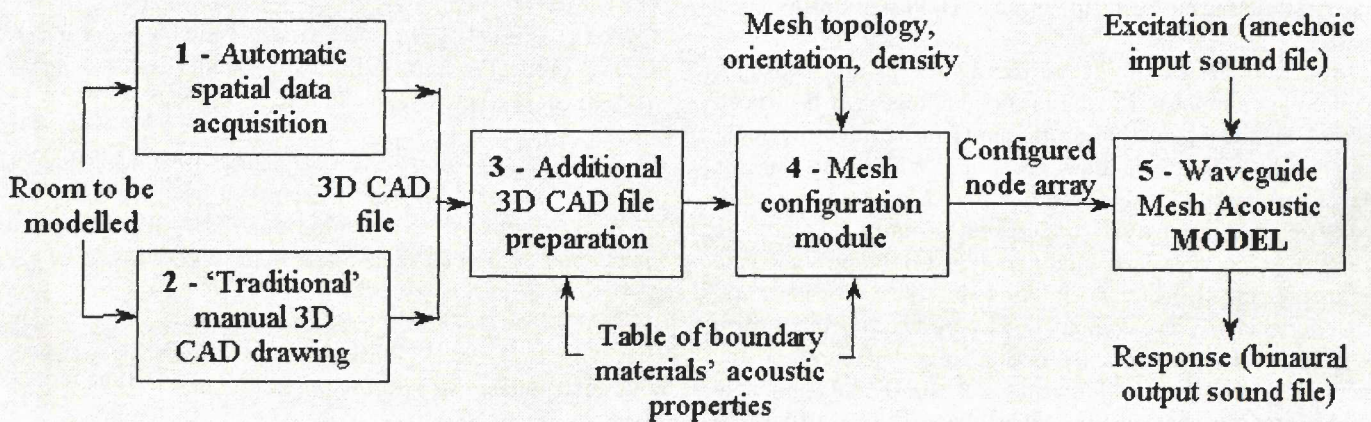 Room to be
modelled
1 - Automatic
spatial data
acquisition
2 - ‘Traditional’
manual 3D
CAD drawing
3D CAD
file
3 - Additional
3D CAD file
preparation
Table of boundary
materials’ acoustic
properties
Mesh topology,
orientation, density
4 - Mesh
configuration
module
Configured
node array
Excitation (anechoic
input sound file)
5 - Waveguide
Mesh Acoustic
MODEL
Response (binaural
output sound file)